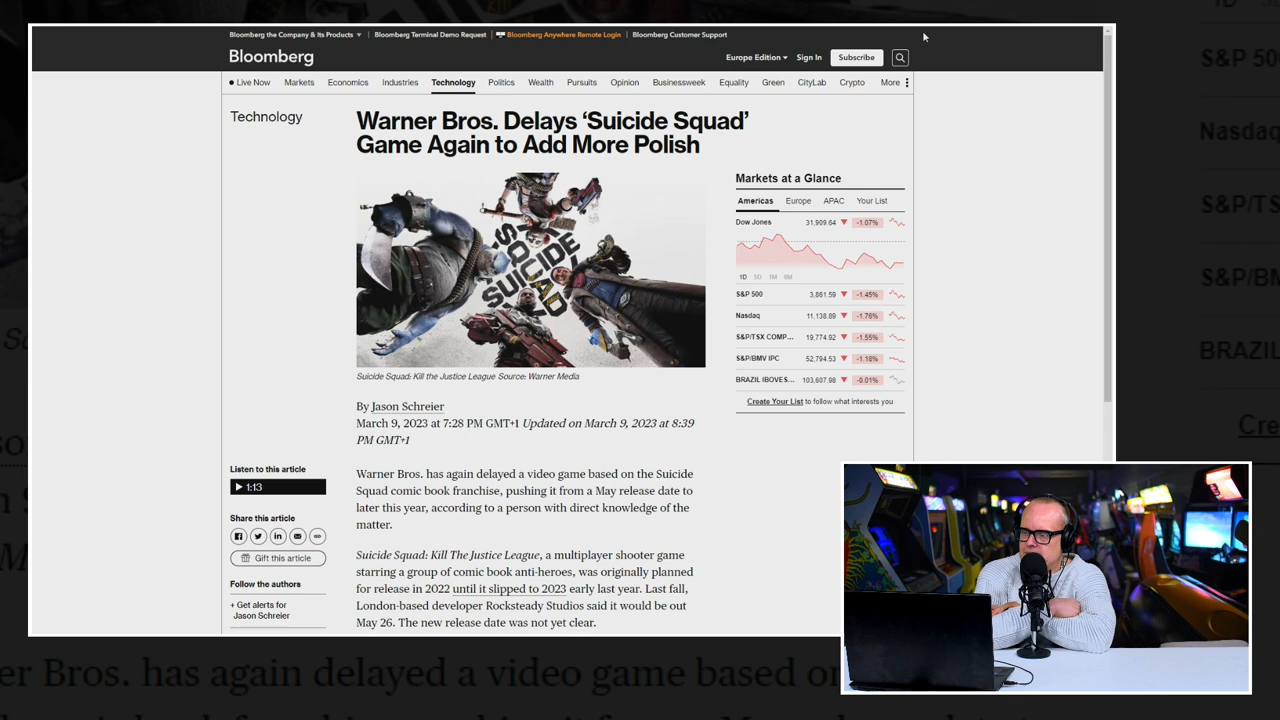 Bloomberg the Company & Its Products
Bloomberg Terminal Demo Request
Bloomberg Anywhere Remote Login
Bloomberg Customer Support
Bloomberg
Europe Edition
Sign In
Subscribe
Live Now
Markets
Economics
Industries
Technology
Politics
Wealth
Pursuits
Opinion
Businessweek
Equality
Green
CityLab
Crypto
More
Technology
Warner Bros. Delays ‘Suicide Squad’
Game Again to Add More Polish
SUICIDE
SQUAD
Suicide Squad: Kill the Justice League Source: Warner Media
By Jason Schreier
March 9, 2023 at 7:28 PM GMT+1 Updated on March 9, 2023 at 8:39
PM GMT+1
Listen to this article
1:13
Share this article
Gift this article
Follow the authors
+ Get alerts for
Jason Schreier
Warner Bros. has again delayed a video game based on the Suicide
Squad comic book franchise, pushing it from a May release date to
later this year, according to a person with direct knowledge of the
matter.
Suicide Squad: Kill The Justice League, a multiplayer shooter game
starring a group of comic book anti-heroes, was originally planned
for release in 2022 until it slipped to 2023 early last year. Last fall,
London-based developer Rocksteady Studios said it would be out
May 26. The new release date was not yet clear.
Markets at a Glance
Americas Europe APAC Your List
Dow Jones 31,909.64 -1.07%
1D 5D 1M 6M
S&P 500 3,861.59 -1.45%
Nasdaq 11,138.89 -1.76%
S&P/TSX COMP... 19,774.92 -1.55%
S&P/BMV IPC 52,794.53 -1.18%
BRAZIL IBOVES... 103,607.98 -0.01%
Create Your List to follow what interests you
S&P 50
Nasdaq
S&P/TS
S&P/BM
BRAZIL
Cre
er Bros. has again delayed a video game based on